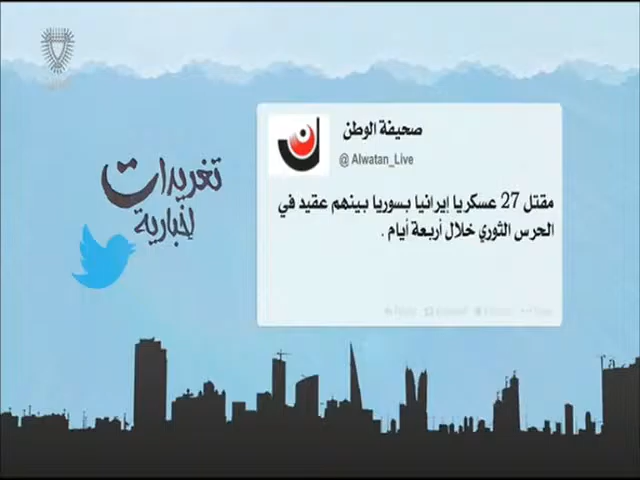 تغريدات
إخبارية
صحيفة الوطن
@ Alwatan_Live
مقتل 27 عسكريا إيرانيا بسوريا بينهم عقيد في
الحرس الثوري خلال أربعة أيام .